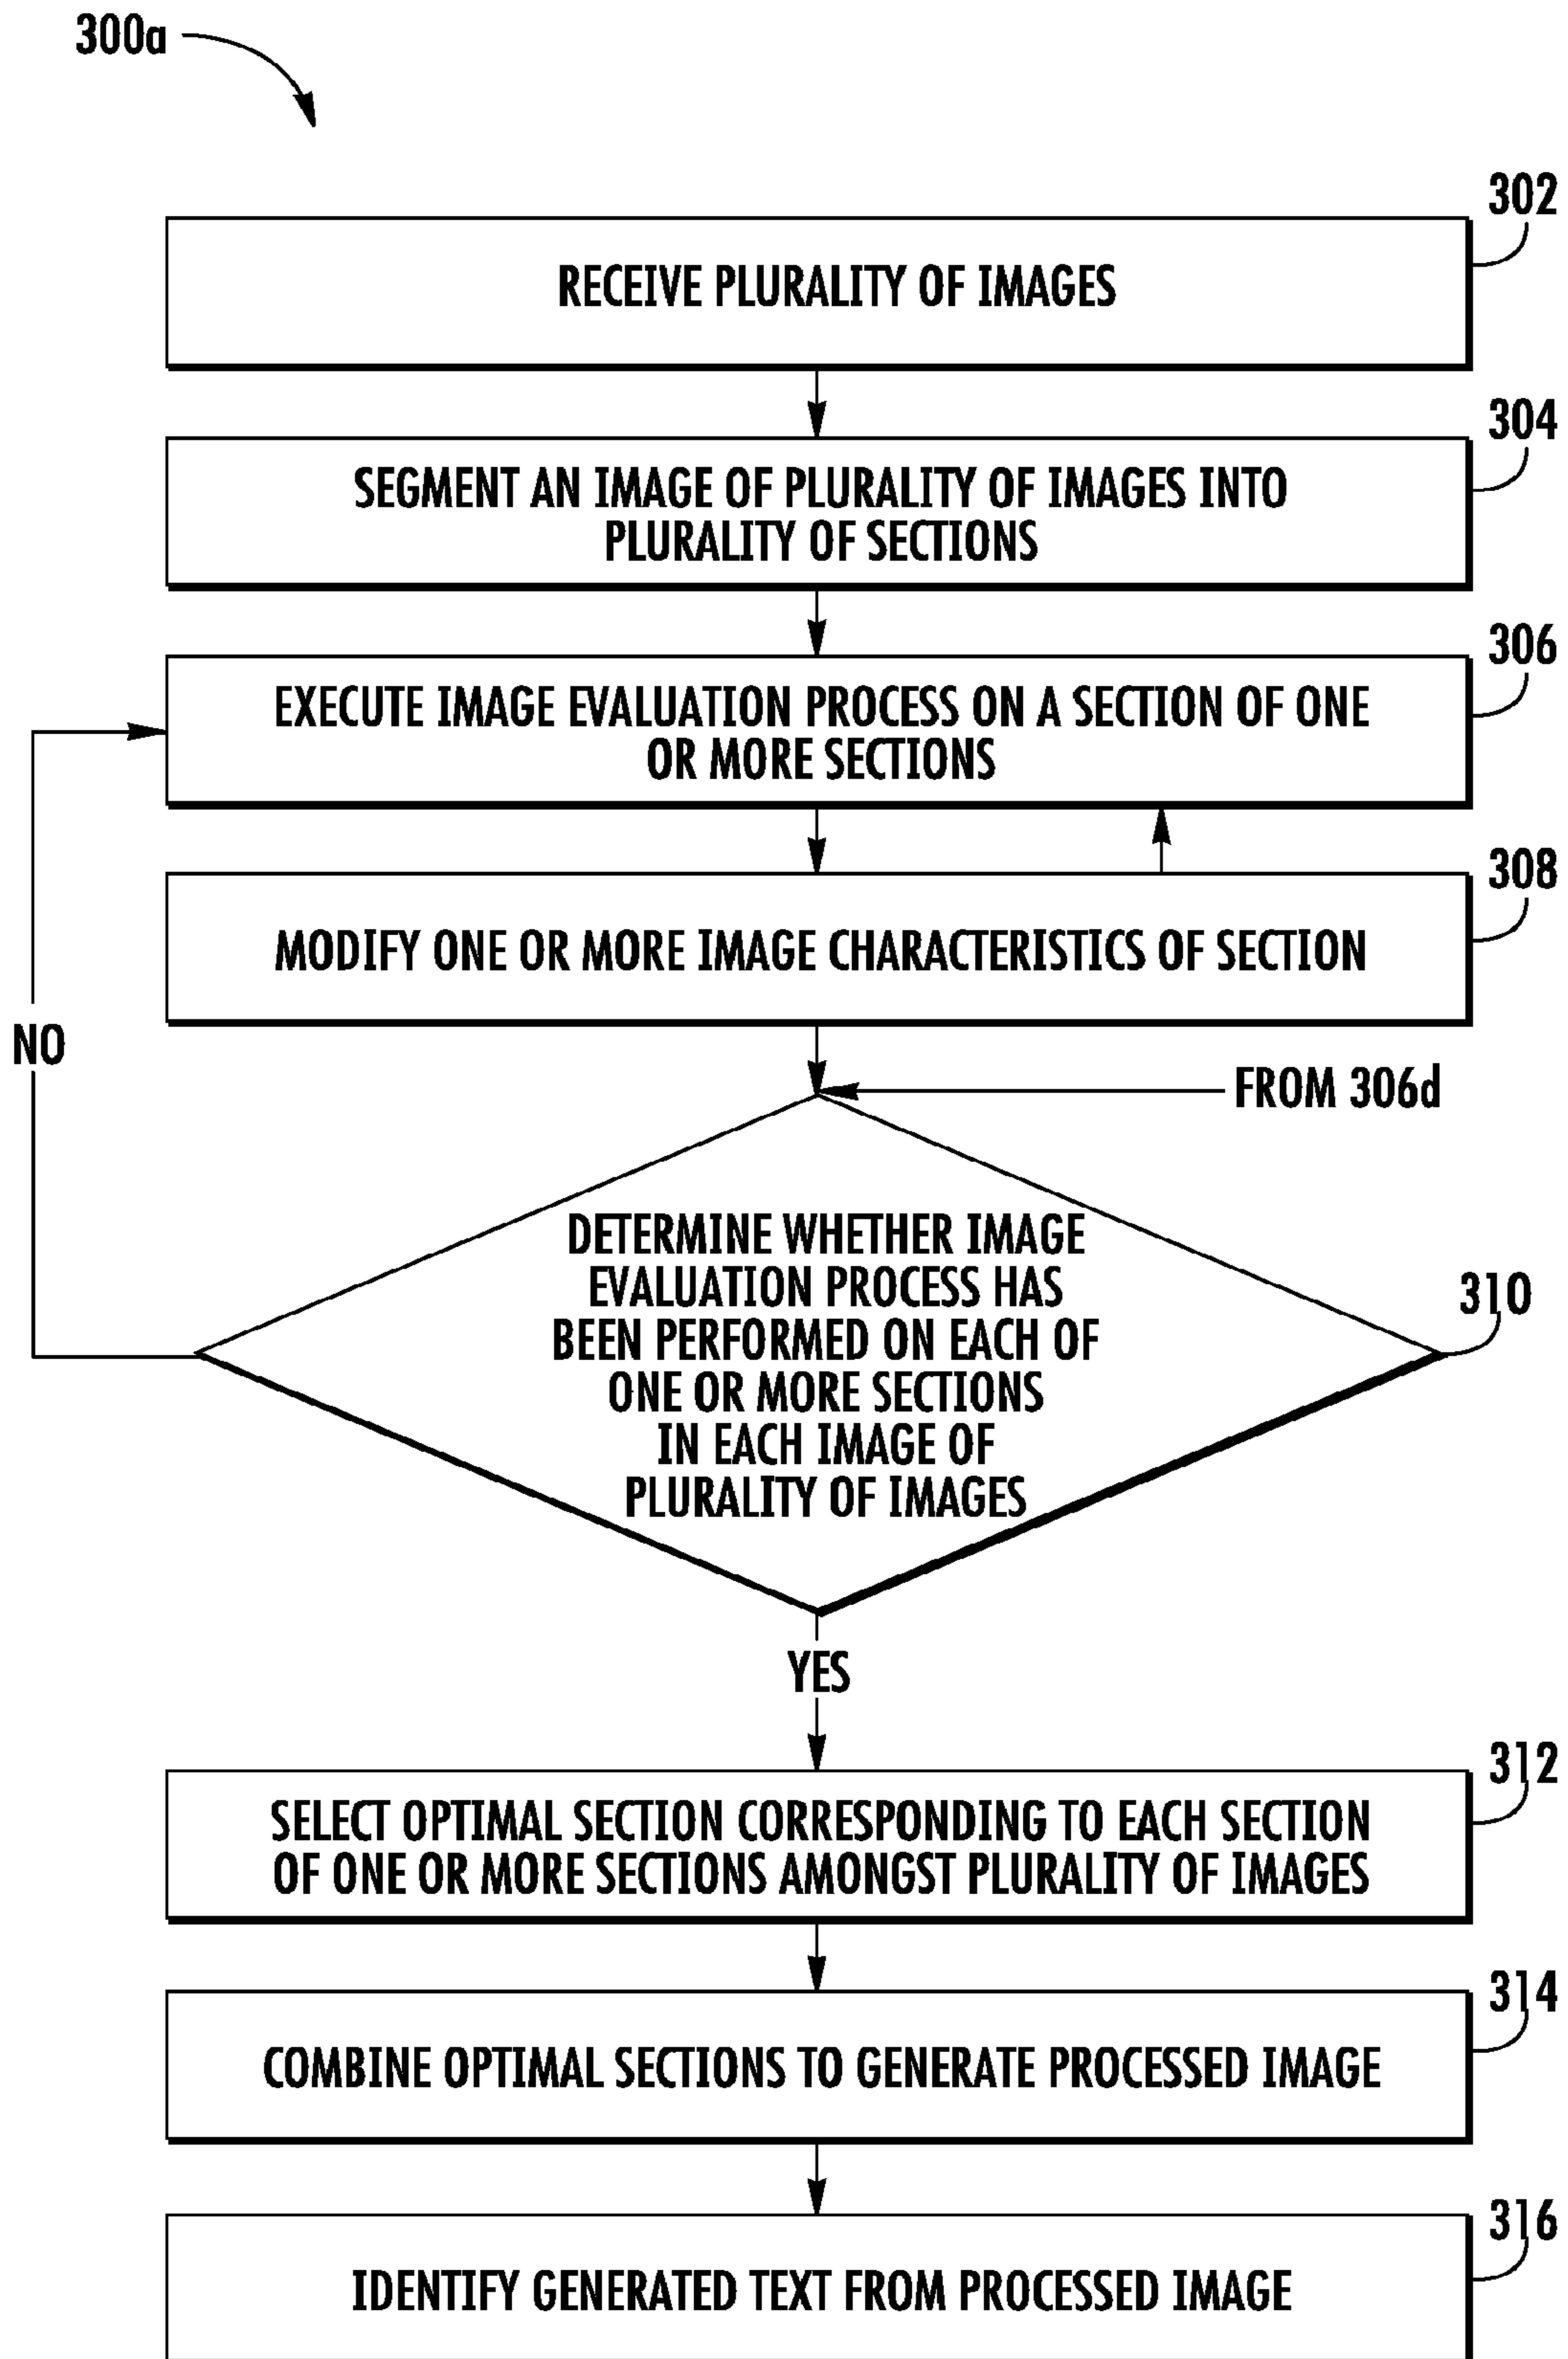 300a
302
RECEIVE PLURALITY OF IMAGES
304
SEGMENT AN IMAGE OF PLURALITY OF IMAGES INTO
PLURALITY OF SECTIONS
306
EXECUTE IMAGE EVALUATION PROCESS ON A SECTION OF ONE
OR MORE SECTIONS
308
MODIFY ONE OR MORE IMAGE CHARACTERISTICS OF SECTION
NO
FROM 306d
310
DETERMINE WHETHER IMAGE
EVALUATION PROCESS HAS
BEEN PERFORMED ON EACH OF
ONE OR MORE SECTIONS
IN EACH IMAGE OF
PLURALITY OF IMAGES
YES
312
SELECT OPTIMAL SECTION CORRESPONDING TO EACH SECTION
OF ONE OR MORE SECTIONS AMONGST PLURALITY OF IMAGES
314
COMBINE OPTIMAL SECTIONS TO GENERATE PROCESSED IMAGE
316
IDENTIFY GENERATED TEXT FROM PROCESSED IMAGE